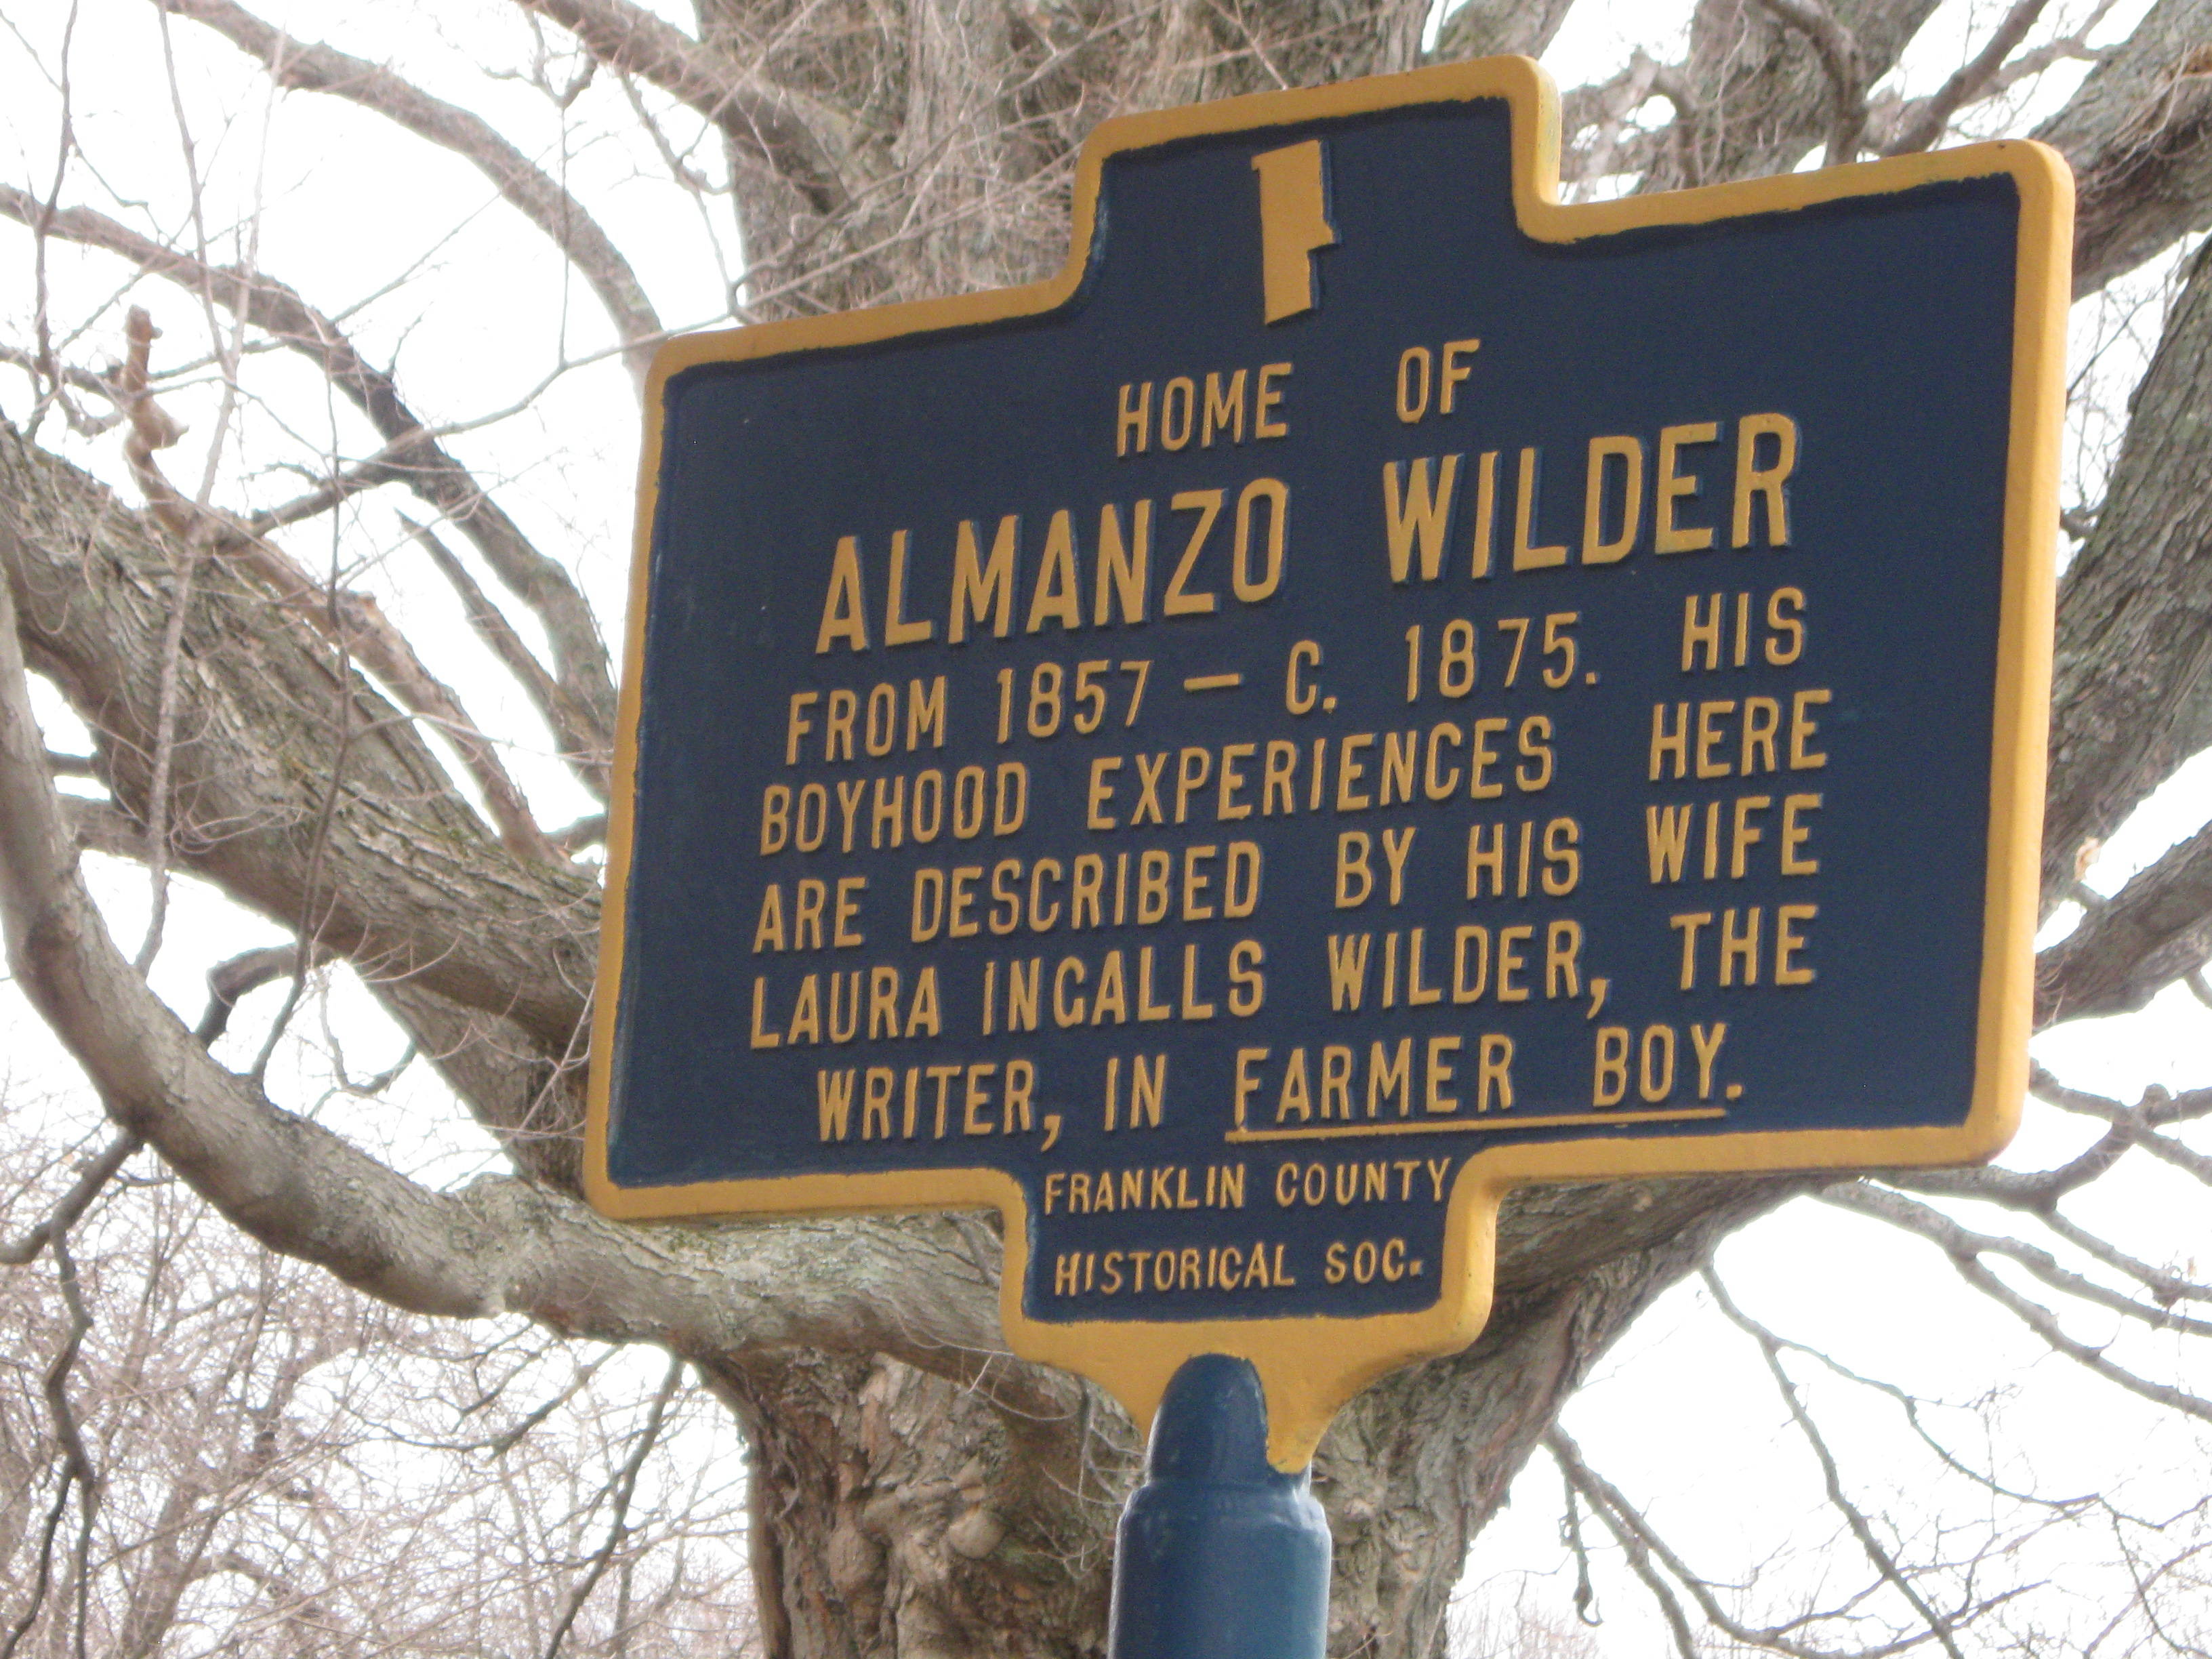 HOME OF
ALMANZO WILDER
FROM 1857 – C. 1875. HIS
BOYHOOD EXPERIENCES HERE
ARE DESCRIBED BY HIS WIFE
LAURA INGALLS WILDER, THE
WRITER, IN FARMER BOY.
FRANKLIN COUNTY
HISTORICAL SOC.